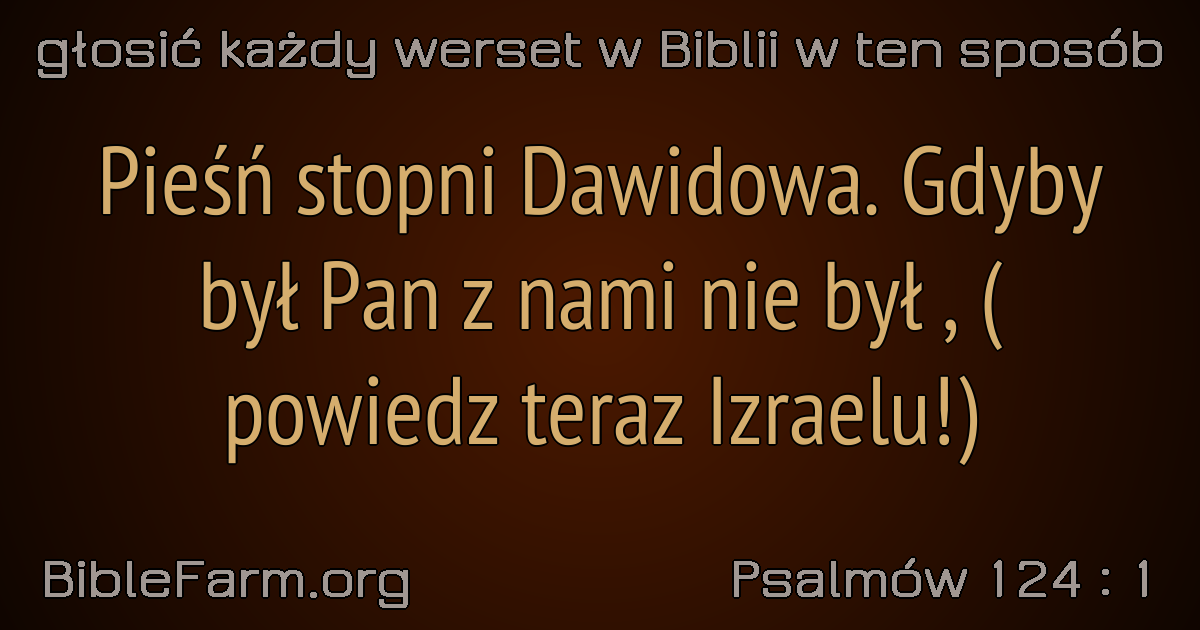 głosić każdy werset w Biblii w ten sposób
Pieśń stopni Dawidowa. Gdyby
był Pan z nami nie był , (
powiedz teraz Izraelu!)
BibleFarm.org
Psalmów 124 : 1